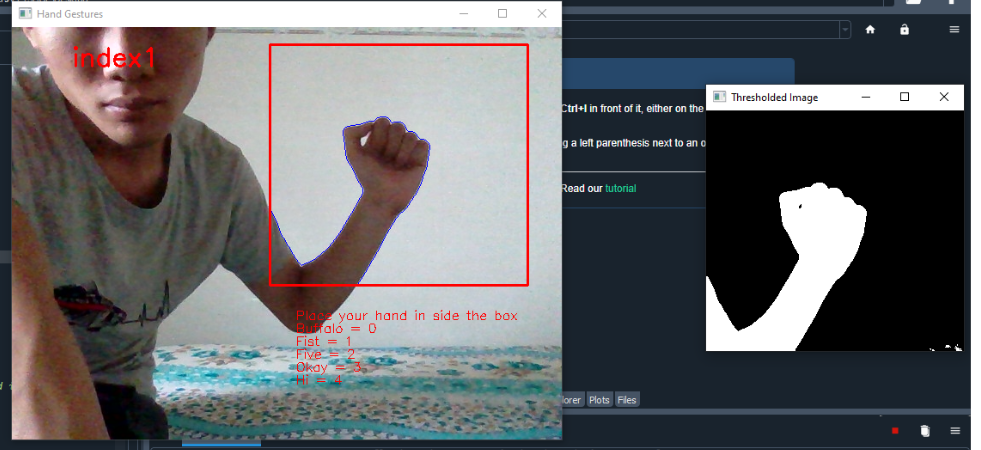 Hand Gestures
index1
Place your hand in side the box
Buffalo = 0
Fist = 1
Five = 2
Okay = 3
Hi = 4
Ctrl+I in front of it, either on the
g a left parenthesis next to an o
Read our tutorial
Thresholded Image
lorer Plots Files